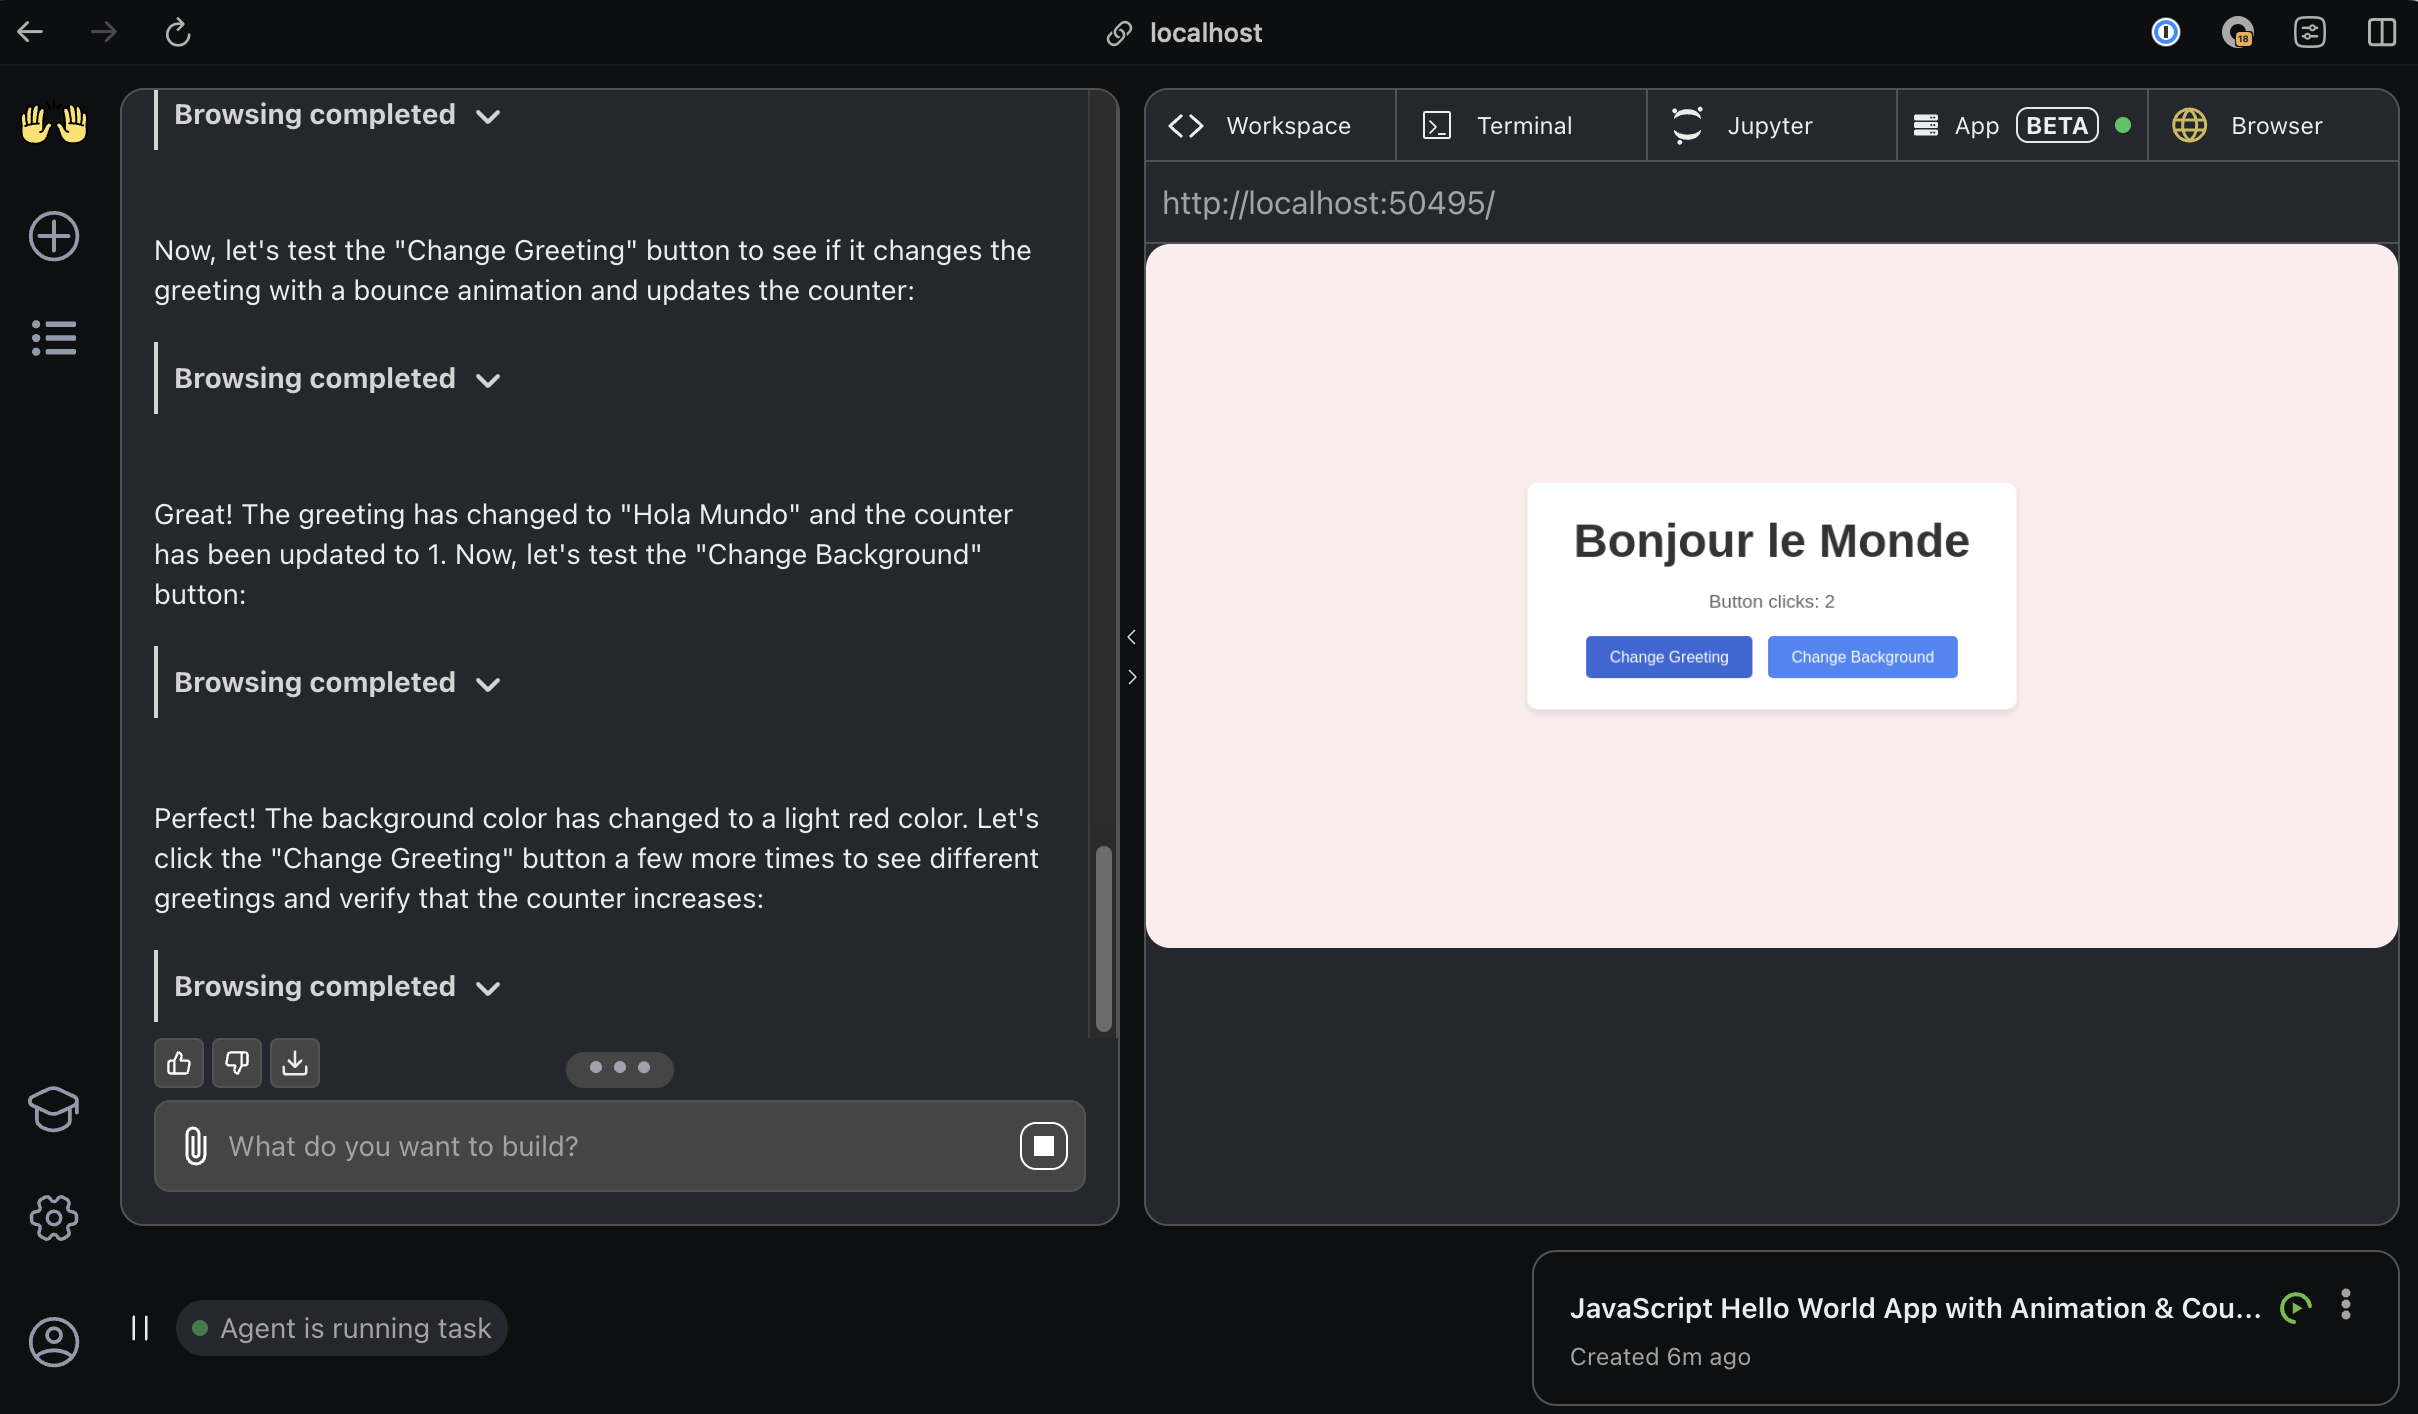 localhost
18
Browsing completed
Now, let's test the "Change Greeting" button to see if it changes the
greeting with a bounce animation and updates the counter:
Browsing completed
Great! The greeting has changed to "Hola Mundo" and the counter
has been updated to 1. Now, let's test the "Change Background"
button:
Browsing completed
Perfect! The background color has changed to a light red color. Let's
click the "Change Greeting" button a few more times to see different
greetings and verify that the counter increases:
Browsing completed
What do you want to build?
Agent is running task
Workspace
Terminal
Jupyter
App BETA
Browser
http://localhost:50495/
Bonjour le Monde
Button clicks: 2
Change Greeting
Change Background
JavaScript Hello World App with Animation & Cou...
Created 6m ago